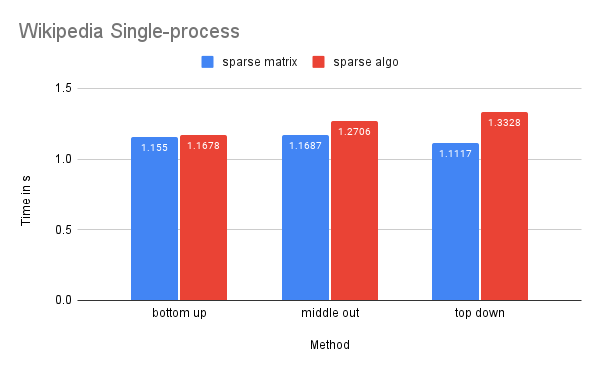 Wikipedia Single-process
sparse matrix sparse algo
1.5
1.0
0.5
0.0
Time in s
1.155 1.1678 1.1687 1.2706 1.1117 1.3328
bottom up middle out top down
Method